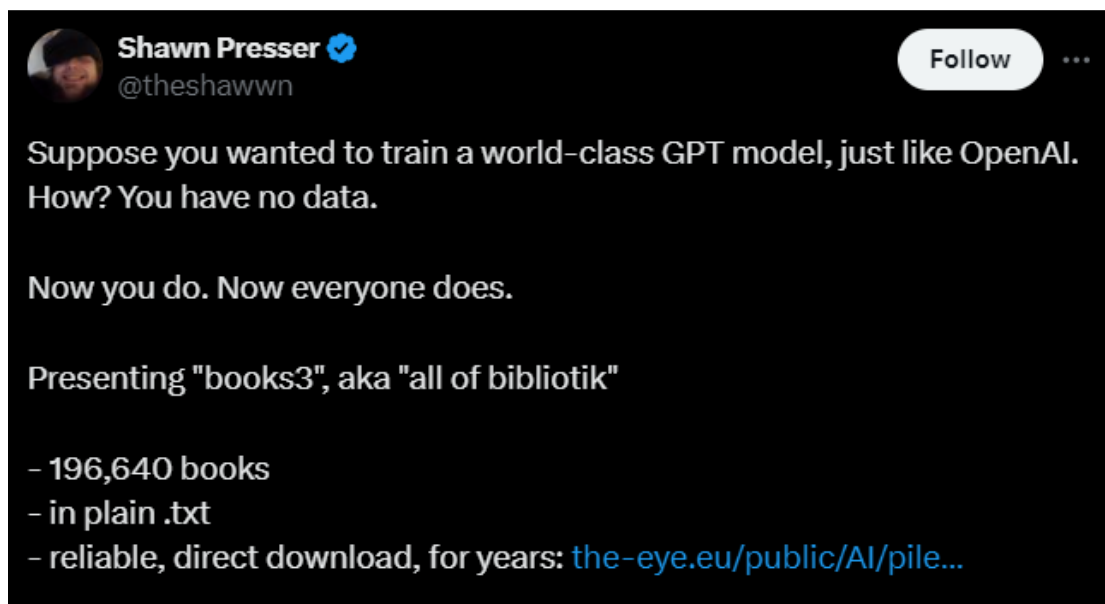 Shawn Presser
Follow
@theshawwn
Suppose you wanted to train a world-class GPT model, just like OpenAI.
How? You have no data.
Now you do. Now everyone does.
Presenting "books3", aka "all of bibliotik"
- 196,640 books
- in plain .txt
- reliable, direct download, for years: the-eye.eu/public/AI/pile...